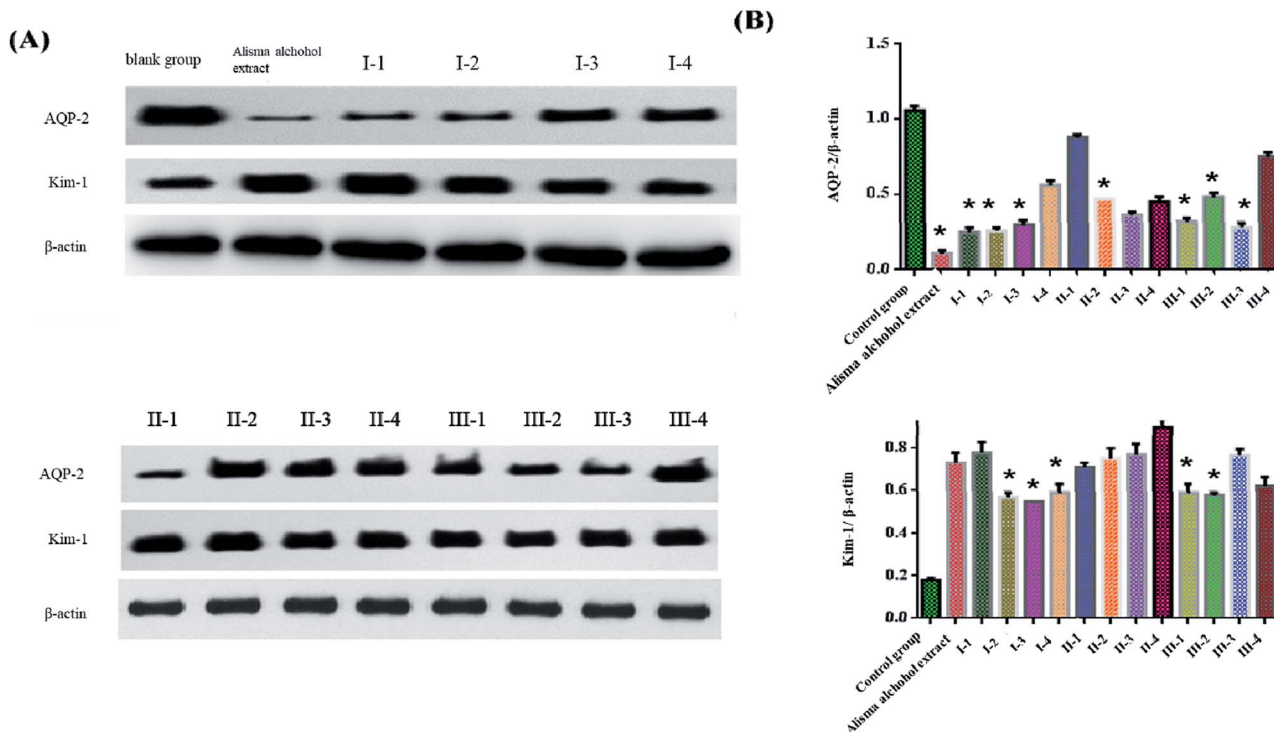 (A)
blank group
Alisma alchohol
extract
I-1 I-2 I-3 I-4
AQP-2
Kim-1
β-actin
II-1 II-2 II-3 II-4 III-1 III-2 III-3 III-4
AQP-2
Kim-1
β-actin
(B)
AQP-2/β-actin
1.5
1.0
0.5
0.0
* * * * * * * *
Control group
Alisma alchohol extract
I-1
I-2
I-3
I-4
II-1
II-2
II-3
II-4
III-1
III-2
III-3
III-4
Kim-1/ β-actin
0.8
0.6
0.4
0.2
0.0
* * * * *
Control group
Alisma alchohol extract
I-1
I-2
I-3
I-4
II-1
II-2
II-3
II-4
III-1
III-2
III-3
III-4